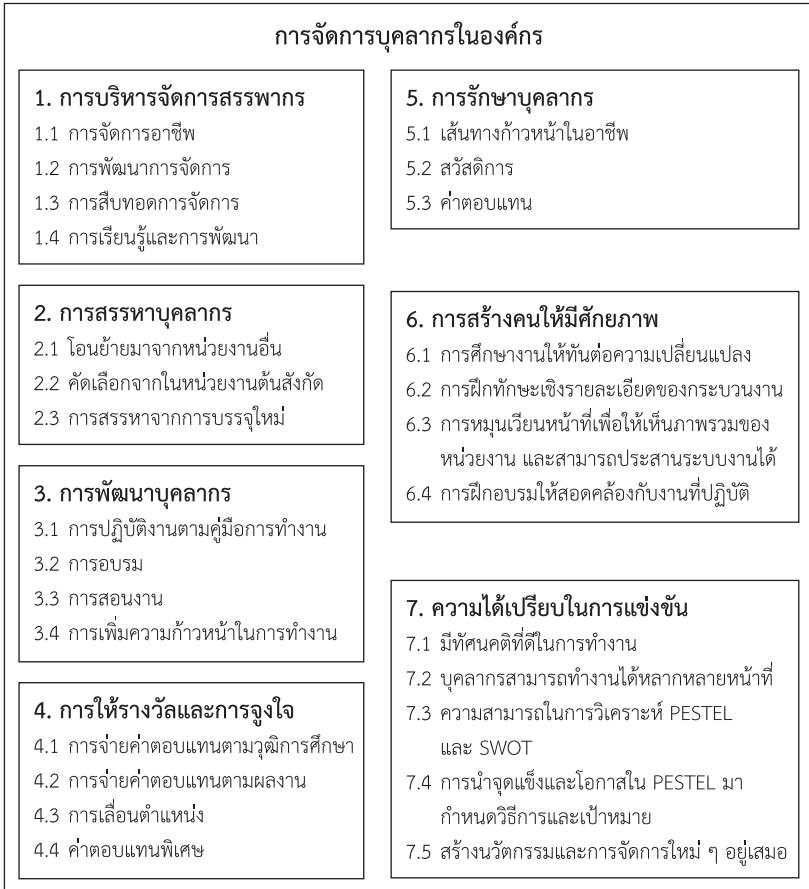 การจัดการบุคลากรในองค์กร
1. การบริหารจัดการสรรพากร
1.1 การจัดการอาชีพ
1.2 การพัฒนาการจัดการ
1.3 การสืบทอดการจัดการ
1.4 การเรียนรู้และการพัฒนา
2. การสรรหาบุคลากร
2.1 โอนย้ายมาจากหน่วยงานอื่น
2.2 คัดเลือกจากในหน่วยงานต้นสังกัด
2.3 การสรรหาจากการบรรจุใหม่
3. การพัฒนาบุคลากร
3.1 การปฏิบัติงานตามคู่มือการทำงาน
3.2 การอบรม
3.3 การสอนงาน
3.4 การเพิ่มความก้าวหน้าในการทำงาน
4. การให้รางวัลและการจูงใจ
4.1 การจ่ายค่าตอบแทนตามวุฒิการศึกษา
4.2 การจ่ายค่าตอบแทนตามผลงาน
4.3 การเลื่อนตำแหน่ง
4.4 ค่าตอบแทนพิเศษ
5. การรักษาบุคลากร
5.1 เส้นทางก้าวหน้าในอาชีพ
5.2 สวัสดิการ
5.3 ค่าตอบแทน
6. การสร้างคนให้มีศักยภาพ
6.1 การศึกษางานให้ทันต่อความเปลี่ยนแปลง
6.2 การฝึกทักษะเชิงรายละเอียดของกระบวนงาน
6.3 การหมุนเวียนหน้าที่เพื่อให้เห็นภาพรวมของ
หน่วยงาน และสามารถประสานระบบงานได้
6.4 การฝึกอบรมให้สอดคล้องกับงานที่ปฏิบัติ
7. ความได้เปรียบในการแข่งขัน
7.1 มีทัศนคติที่ดีในการทำงาน
7.2 บุคลากรสามารถทำงานได้หลากหลายหน้าที่
7.3 ความสามารถในการวิเคราะห์ PESTEL
และ SWOT
7.4 การนำจุดแข็งและโอกาสใน PESTEL มา
กำหนดวิธีการและเป้าหมาย
7.5 สร้างนวัตกรรมและการจัดการใหม่ ๆ อยู่เสมอ